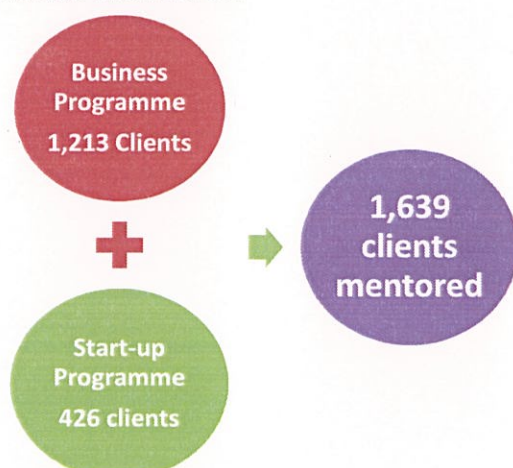 Business
Programme
1,213 Clients
Start-up
Programme
426 clients
1,639
clients
mentored